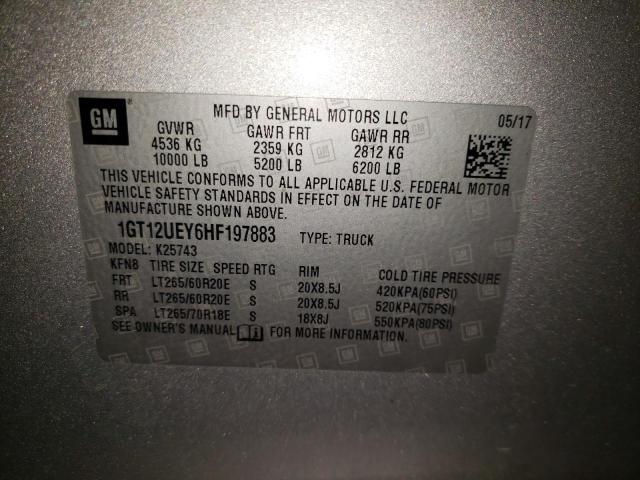 GM
MFD BY GENERAL MOTORS LLC 05/17
GVWR GAWR FRT GAWR RR
4536 KG 2359 KG 2812 KG
10000 LB 5200 LB 6200 LB
THIS VEHICLE CONFORMS TO ALL APPLICABLE U.S. FEDERAL MOTOR
VEHICLE SAFETY STANDARDS IN EFFECT ON THE DATE OF
MANUFACTURE SHOWN ABOVE.
1GT12UEY6HF197883 TYPE: TRUCK
MODEL: K25743
KFNB TIRE SIZE SPEED RTG RIM COLD TIRE PRESSURE
FRT LT265/60R20E S 20X8.5J 420KPA(60PSI)
RR LT265/60R20E S 20X8.5J 520KPA(75PSI)
SPA LT265/70R18E S 18X8J 550KPA(80PSI)
SEE OWNER'S MANUAL FOR MORE INFORMATION.